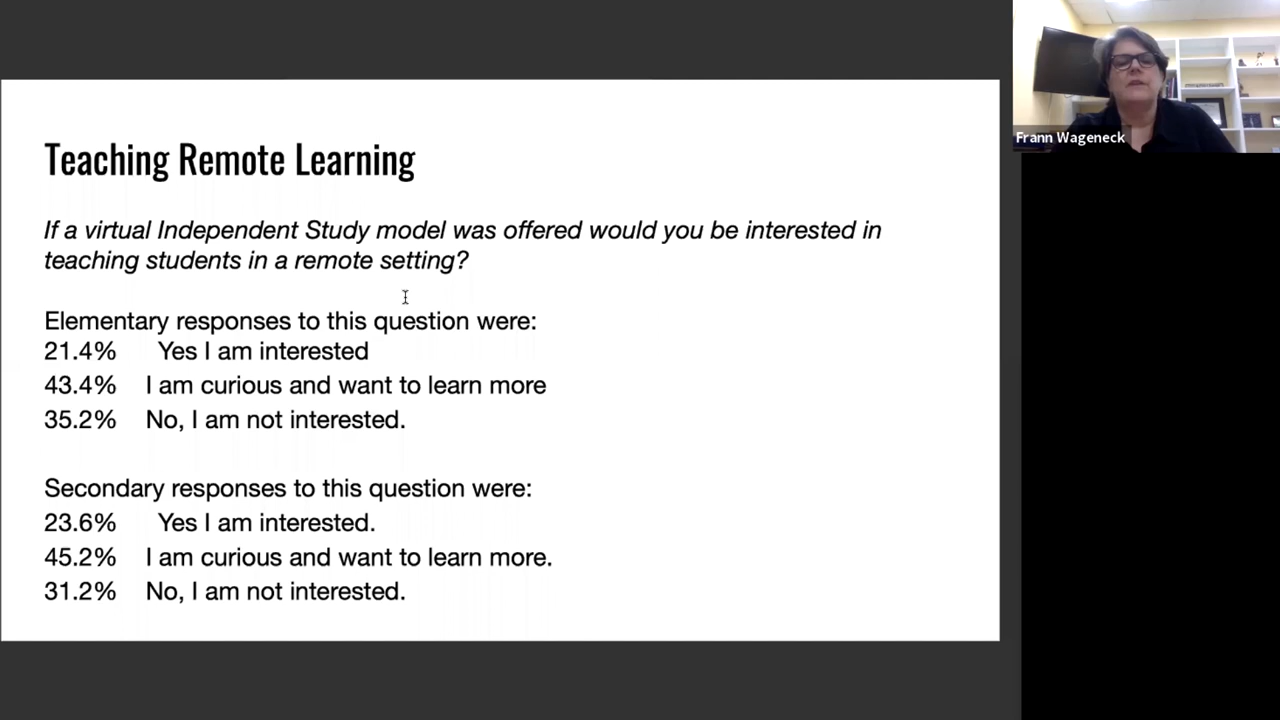 Teaching Remote Learning
If a virtual Independent Study model was offered would you be interested in
teaching students in a remote setting?
Elementary responses to this question were:
21.4% Yes I am interested
43.4% I am curious and want to learn more
35.2% No, I am not interested.
Secondary responses to this question were:
23.6% Yes I am interested.
45.2% I am curious and want to learn more.
31.2% No, I am not interested.
Frann Wageneck